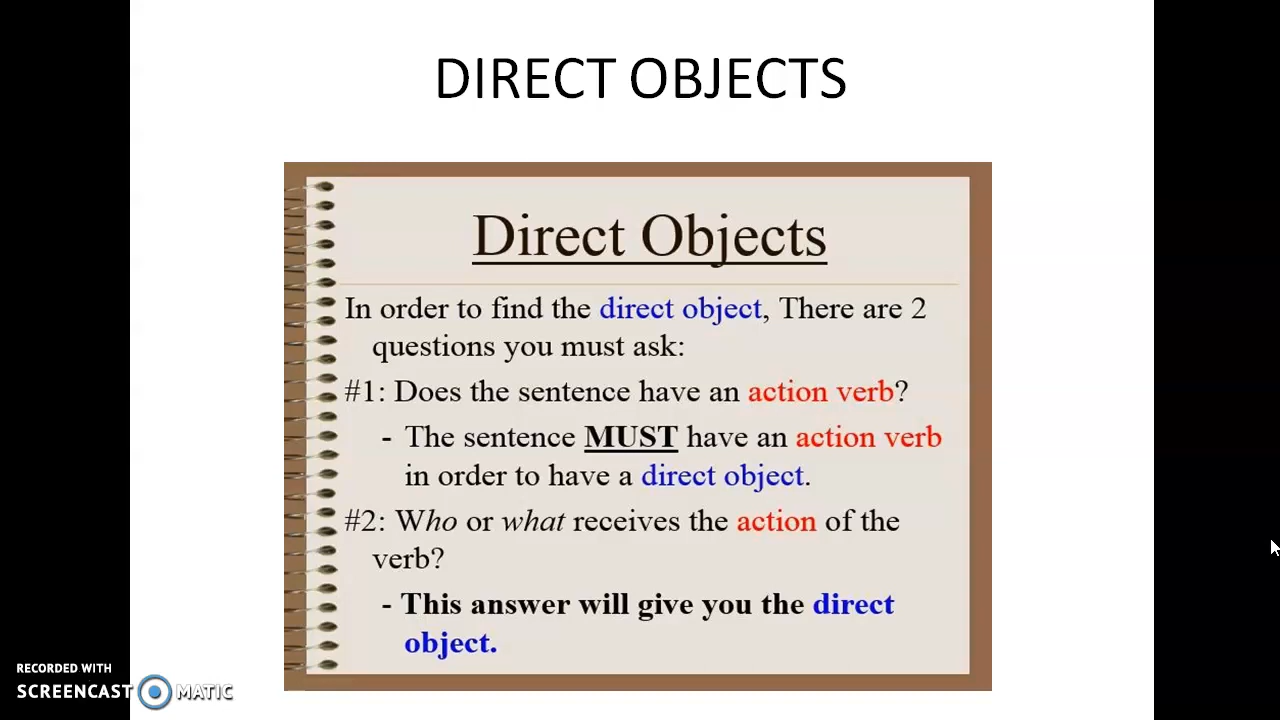 DIRECT OBJECTS
Direct Objects
In order to find the direct object, There are 2
questions you must ask:
#1: Does the sentence have an action verb?
- The sentence MUST have an action verb
in order to have a direct object.
#2: Who or what receives the action of the
verb?
- This answer will give you the direct
object.
RECORDED WITH
SCREENCAST MATIC